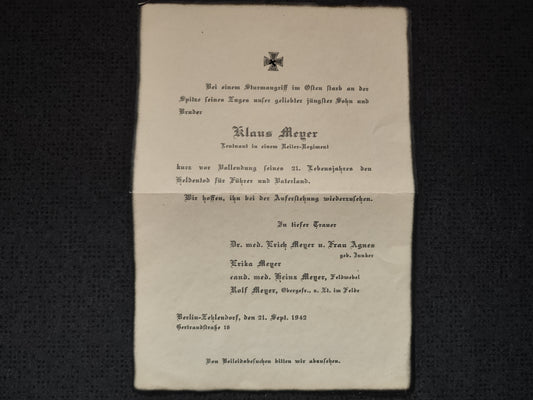 Bei einem Sturmangriff im Osten starb an der
Spitze seines Zuges unser geliebter jüngster Sohn und
Bruder
Klaus Meyer
Leutnant in einem Reiter-Regiment
kurz vor Vollendung seines 21. Lebensjahres den
Heldentod für Führer und Vaterland.
Wir hoffen, ihn bei der Auferstehung wiederzusehen.
In tiefer Trauer
Dr. med. Erich Meyer u. Frau Agnes
geb. Junker
Erika Meyer
cand. med. Heinz Meyer, Feldwebel
Rolf Meyer, Obergefr., z. Zt. im Felde
Berlin-Zehlendorf, den 21. Sept. 1942
Gertraudstraße 18
Von Beileidsbesuchen bitten wir abzusehen.